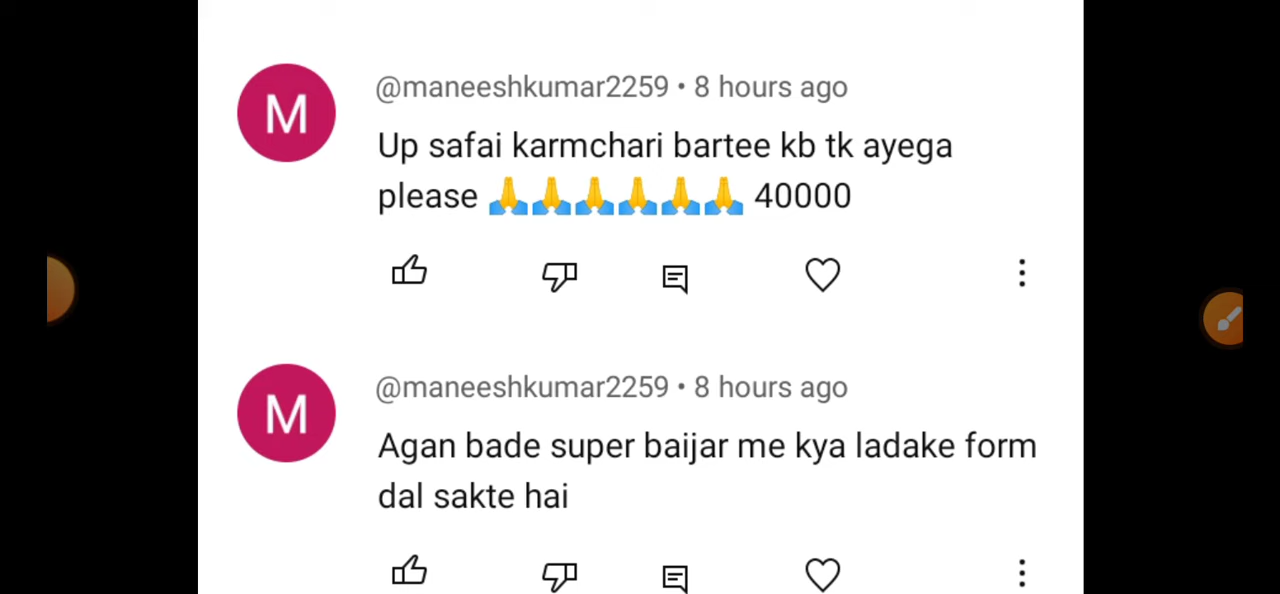 M
@maneeshkumar2259 • 8 hours ago
Up safai karmchari bartee kb tk ayega
please 🙏🙏🙏🙏🙏🙏 40000
M
@maneeshkumar2259 • 8 hours ago
Agan bade super baijar me kya ladake form
dal sakte hai